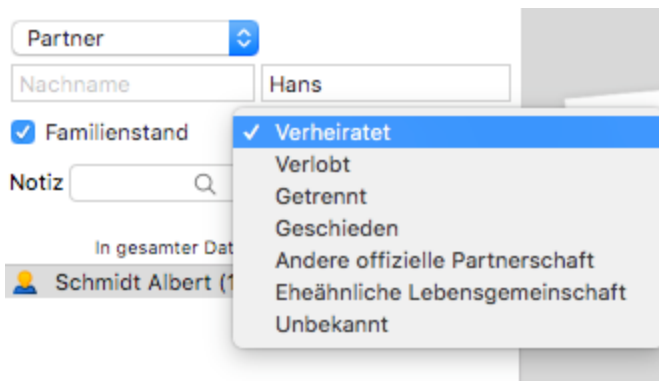 Partner
Nachname Hans
Familienstand Verheiratet
Verlobt
Notiz
Getrennt
Geschieden
In gesamter Dat
Andere offizielle Partnerschaft
Schmidt Albert (1
Eheähnliche Lebensgemeinschaft
Unbekannt